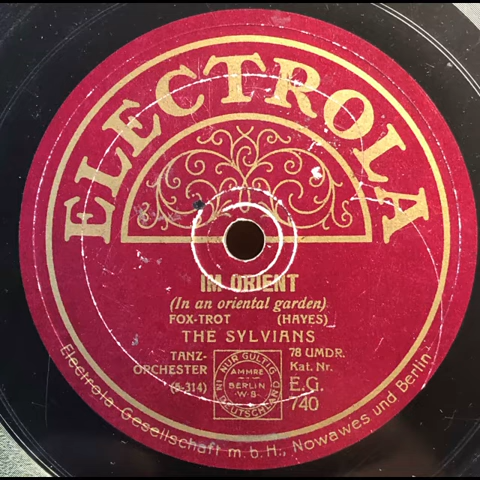 ELECTROLA
IM ORIENT
(In an oriental garden)
FOX-TROT (HAYES)
THE SYLVIANS
TANZ-
ORCHESTER
(6-314)
NUR GÜLTIG
IN DEUTSCHLAND
AMMRE
BERLIN
W·8
78 UMDR.
Kat. Nr.
E.G.
740
Electrola Gesellschaft m.b.H., Nowawes und Berlin